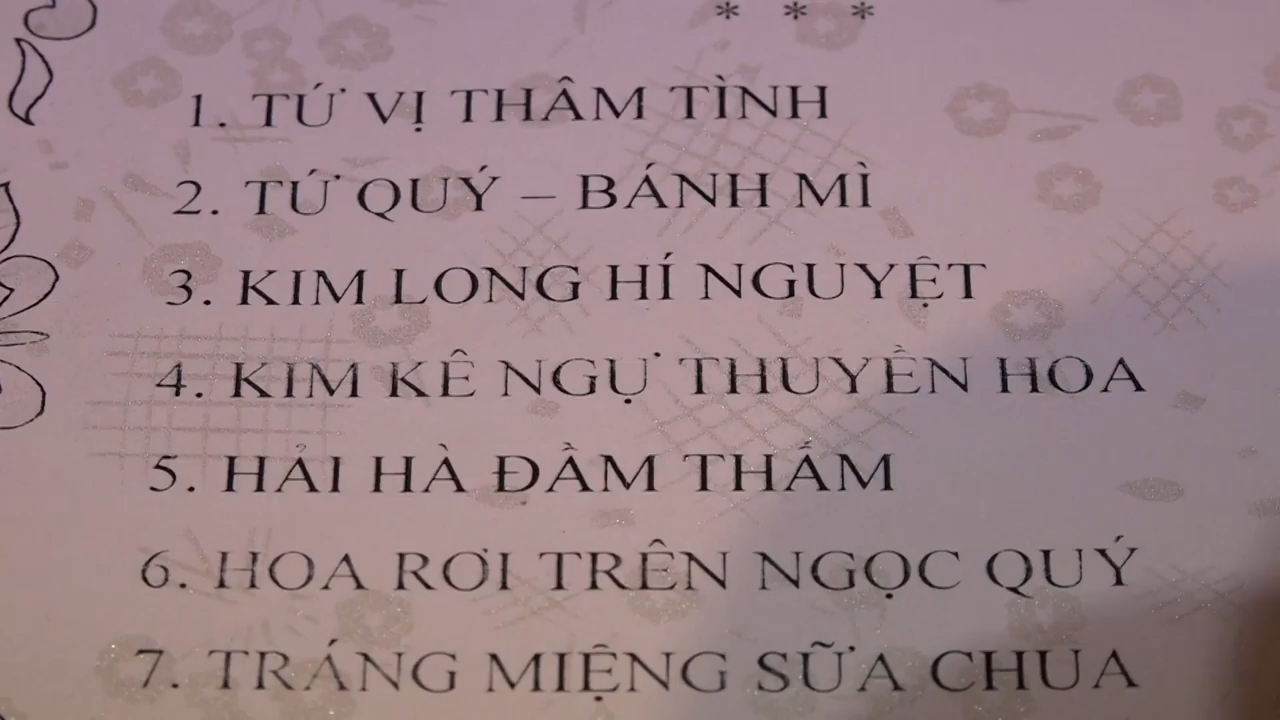 * * *
1. TỨ VỊ THÂM TÌNH
2. TỨ QUÝ – BÁNH MÌ
3. KIM LONG HÍ NGUYỆT
4. KIM KÊ NGỰ THUYỀN HOA
5. HẢI HÀ ĐẰM THẮM
6. HOA RƠI TRÊN NGỌC QUÝ
7. TRÁNG MIỆNG SỮA CHUA